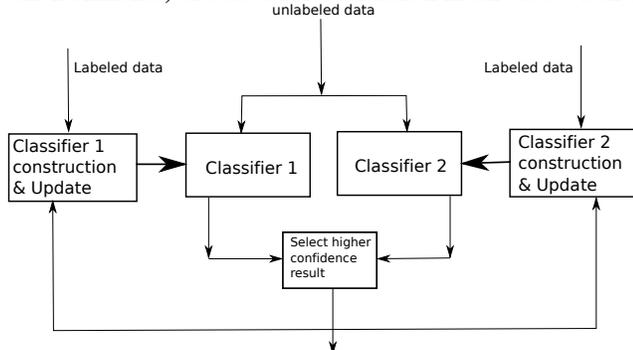 unlabeled data
Labeled data
Labeled data
Classifier 1
construction
& Update
Classifier 1
Classifier 2
Classifier 2
construction
& Update
Select higher
confidence
result